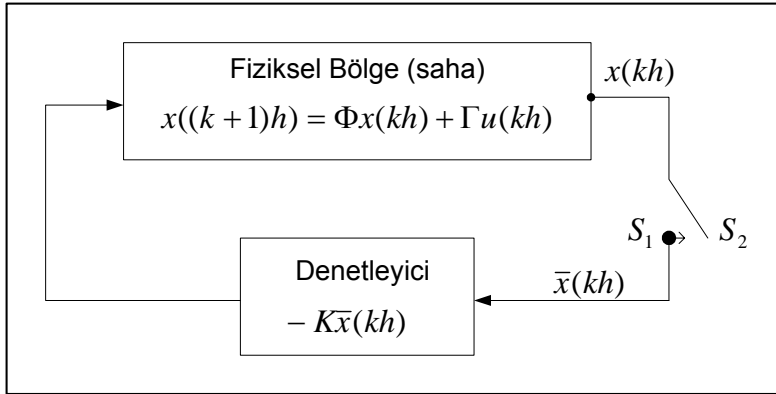 Fiziksel Bölge (saha)
x((k + 1)h) = Φx(kh) + Γu(kh)
x(kh)
S₁
S₂
x̄(kh)
Denetleyici
− Kx̄(kh)